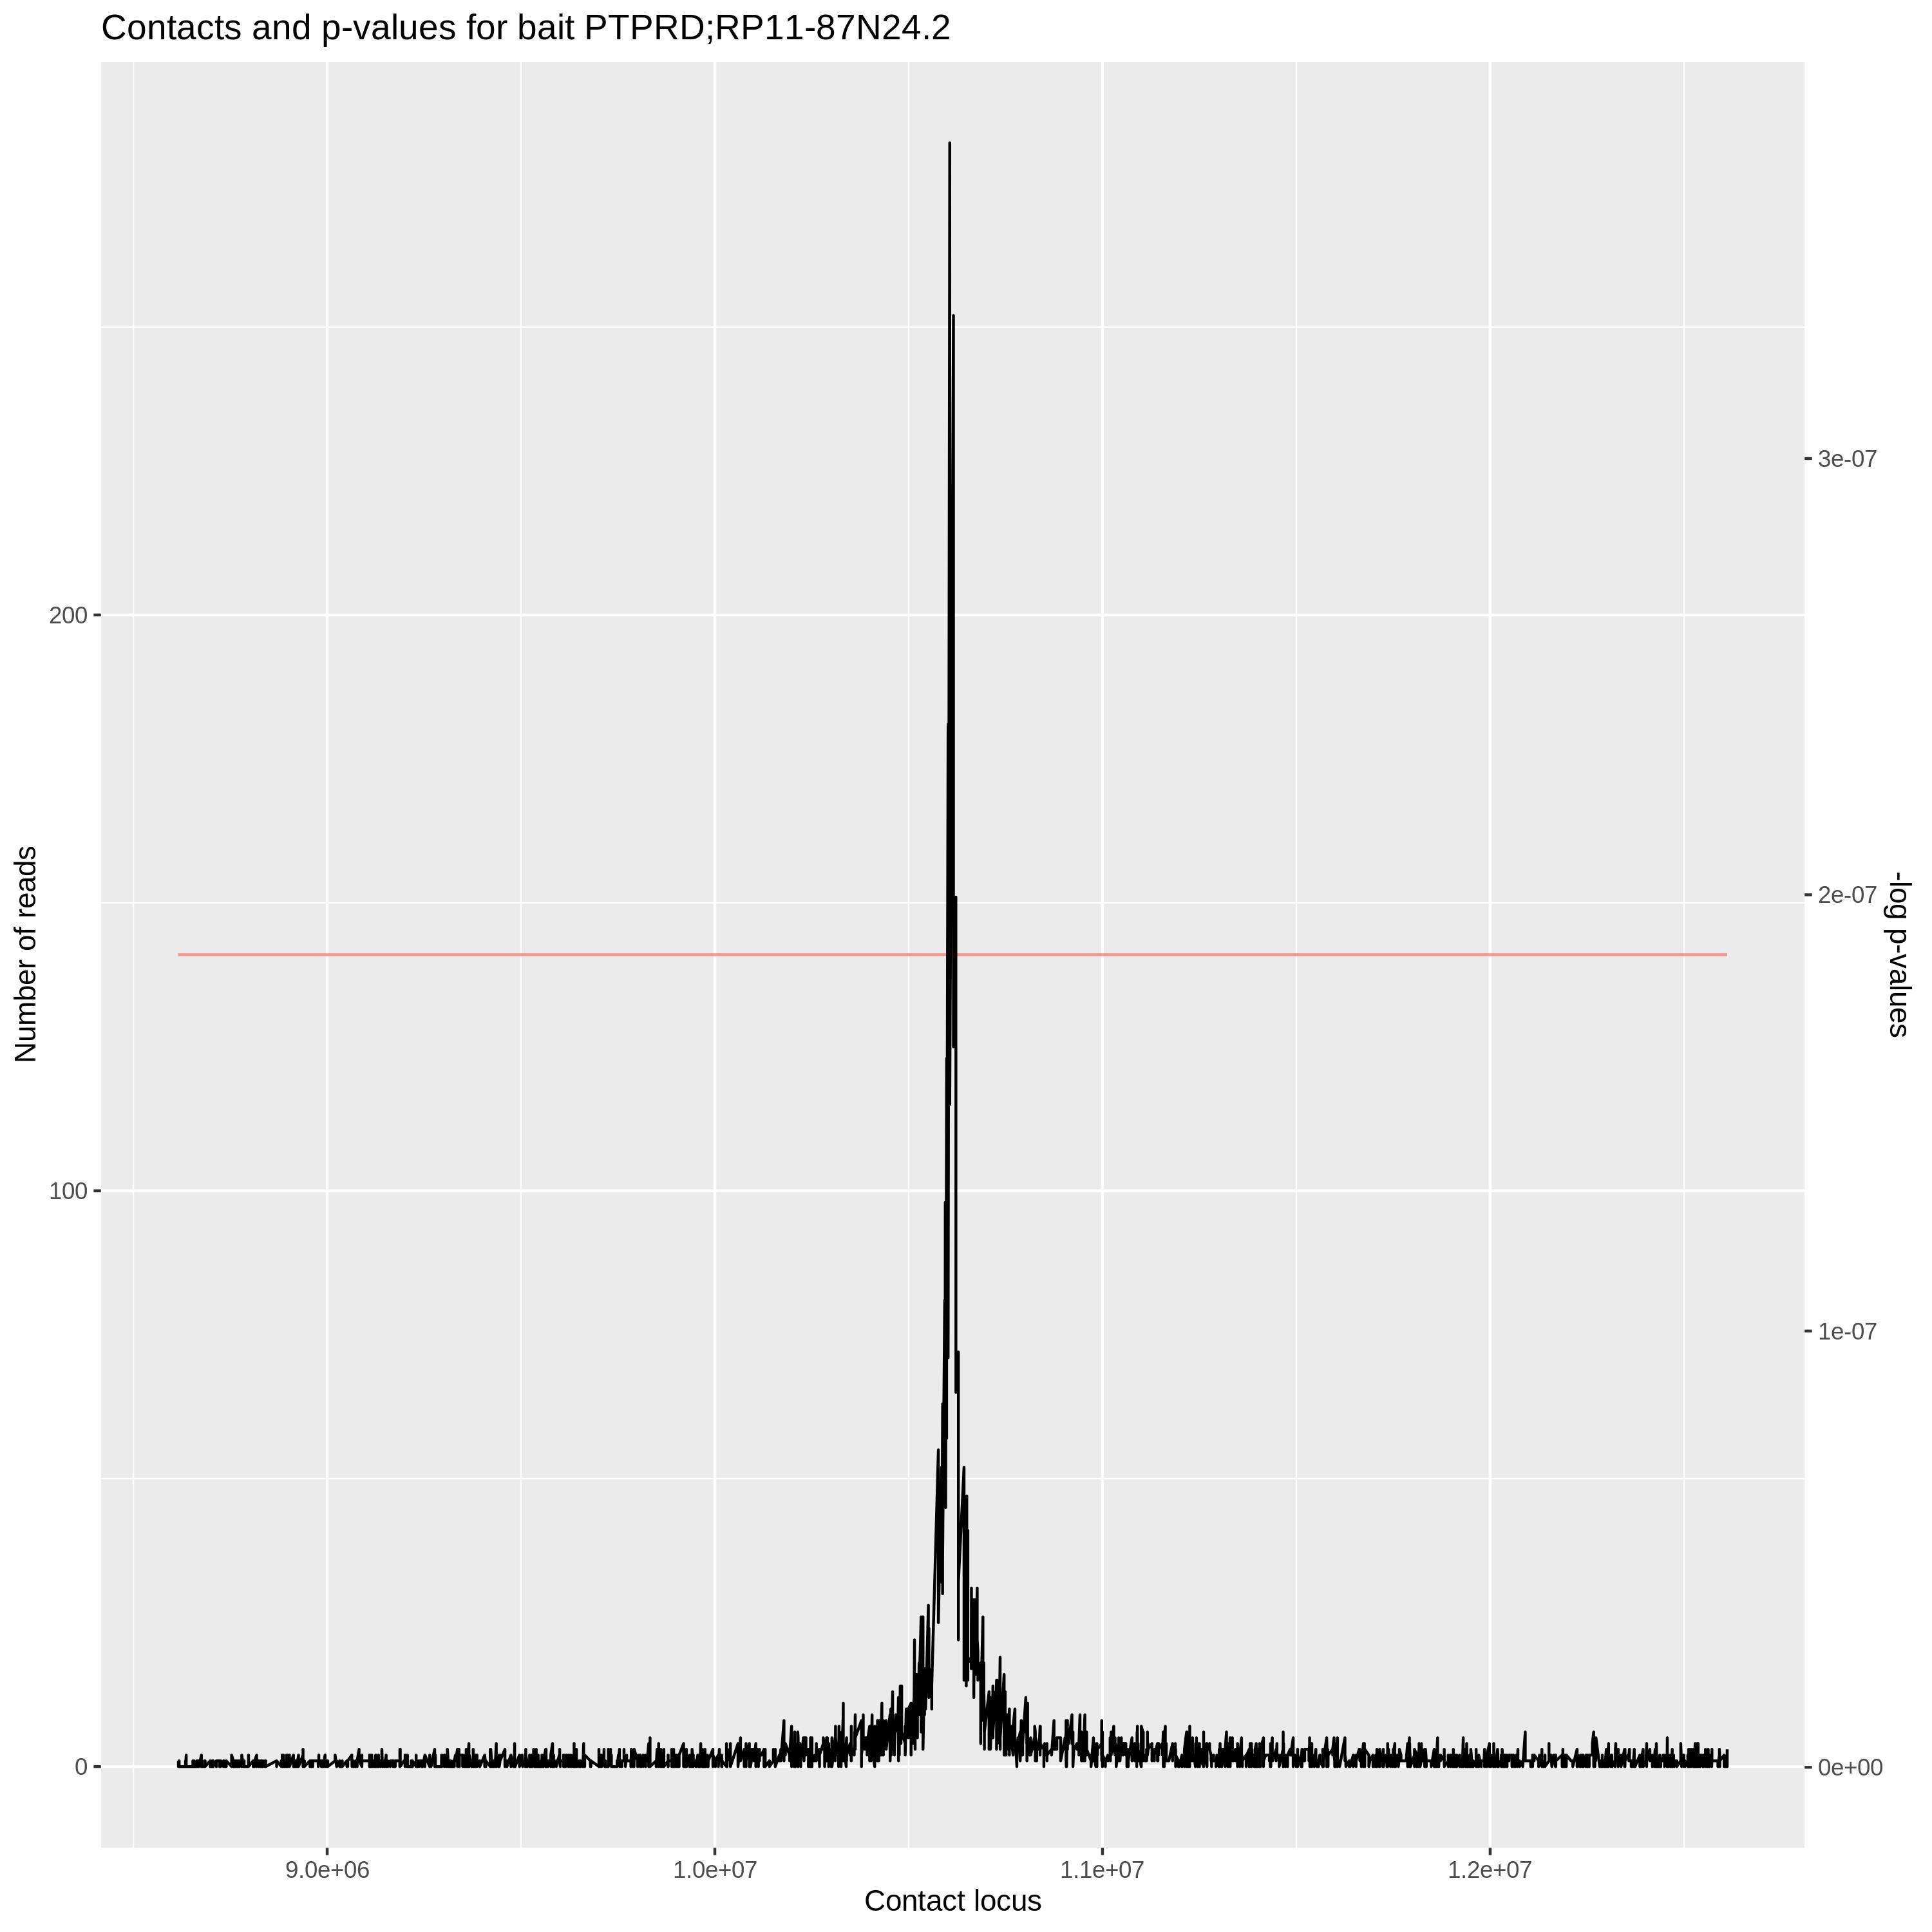 Contacts and p-values for bait PTPRD;RP11-87N24.2
Number of reads
200
100
0
3e-07
2e-07
1e-07
0e+00
-log p-values
9.0e+06
1.0e+07
1.1e+07
1.2e+07
Contact locus